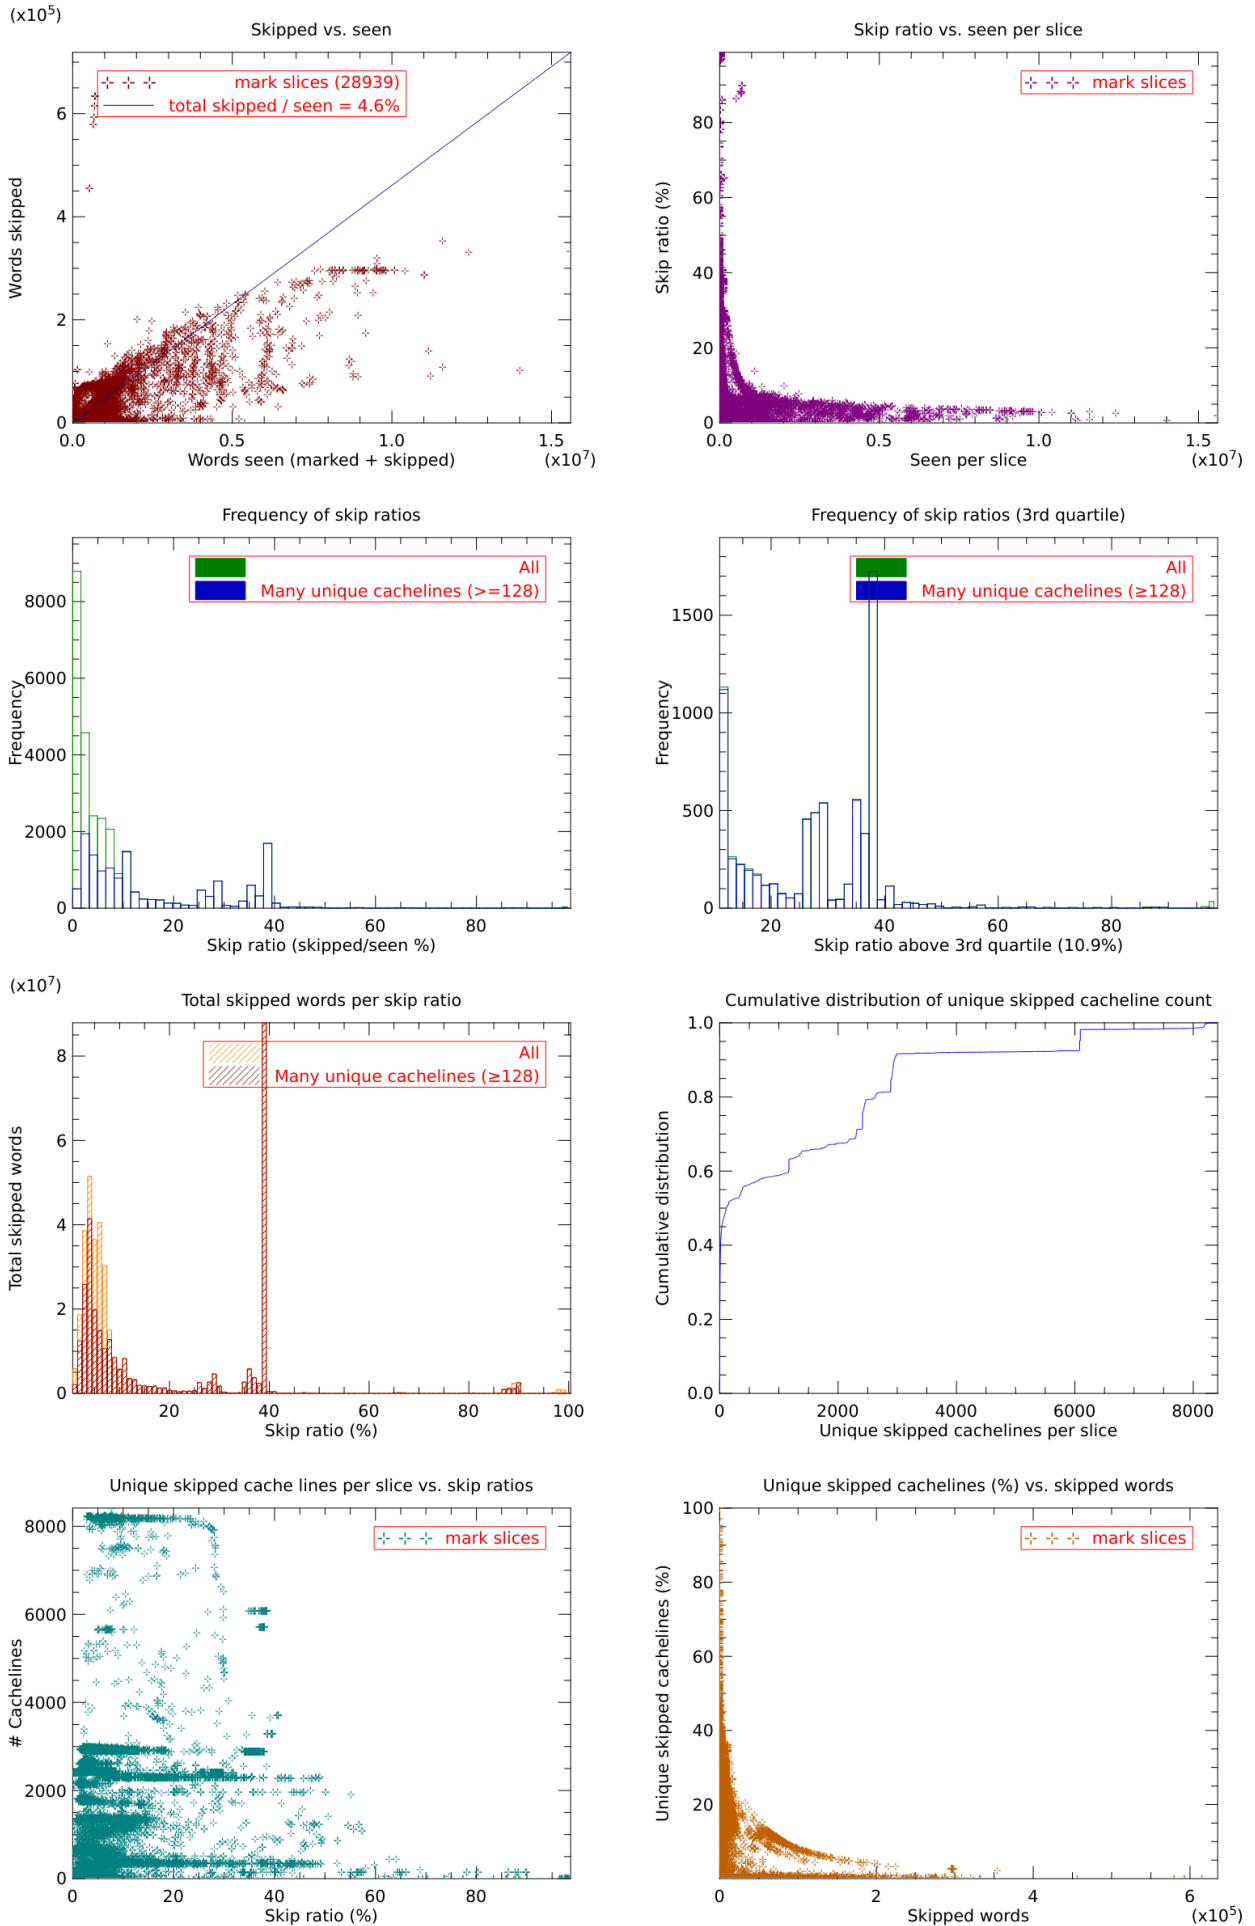 (x10⁵)
Skipped vs. seen
mark slices (28939)
total skipped / seen = 4.6%
Words skipped
6
4
2
0
0.0 0.5 1.0 1.5
Words seen (marked + skipped)
(x10⁷)
Skip ratio vs. seen per slice
mark slices
Skip ratio (%)
80
60
40
20
0
0.0 0.5 1.0 1.5
Seen per slice
(x10⁷)
Frequency of skip ratios
All
Many unique cachelines (>=128)
Frequency
8000
6000
4000
2000
0
0 20 40 60 80
Skip ratio (skipped/seen %)
Frequency of skip ratios (3rd quartile)
All
Many unique cachelines (≥128)
Frequency
1500
1000
500
0
20 40 60 80
Skip ratio above 3rd quartile (10.9%)
(x10⁷)
Total skipped words per skip ratio
All
Many unique cachelines (≥128)
Total skipped words
8
6
4
2
0
20 40 60 80 100
Skip ratio (%)
Cumulative distribution of unique skipped cacheline count
Cumulative distribution
1.0
0.8
0.6
0.4
0.2
0.0
0 2000 4000 6000 8000
Unique skipped cachelines per slice
Unique skipped cache lines per slice vs. skip ratios
mark slices
# Cachelines
8000
6000
4000
2000
0
0 20 40 60 80
Skip ratio (%)
Unique skipped cachelines (%) vs. skipped words
mark slices
Unique skipped cachelines (%)
100
80
60
40
20
0 2 4 6
Skipped words
(x10⁵)